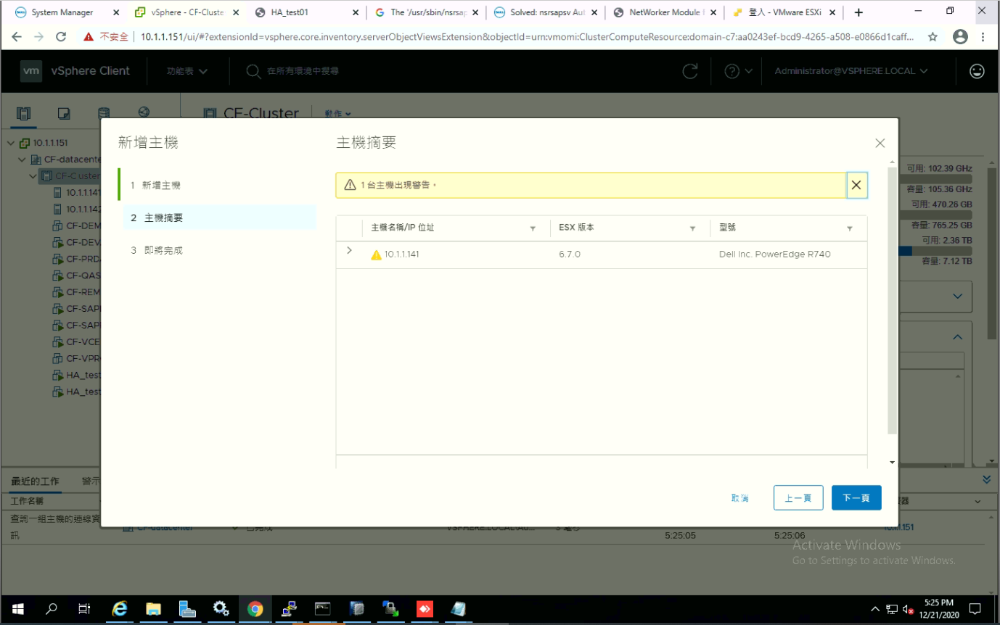 System Manager
vSphere - CF-Cluste
HA_test01
The '/usr/sbin/nsrsap
Solved: nsrsapsv Aut
NetWorker Module f
登入 - VMware ESXi
不安全
10.1.1.151/ui/#?extensionId=vsphere.core.inventory.serverObjectViewsExtension&objectId=urn:vmomi:ClusterComputeResource:domain-c7:aa0243ef-bcd9-4265-a508-e0866d1caff...
vm vSphere Client
功能表
在所有環境中搜尋
Administrator@VSPHERE.LOCAL
CF-Cluster
動作
10.1.1.151
CF-datacente
CF-Cluster
10.1.1.141
10.1.1.142
CF-DEM
CF-DEV
CF-PRD
CF-QAS
CF-REM
CF-SAP
CF-SAP
CF-VCE
CF-VPR
HA_test
HA_test
新增主機
1 新增主機
2 主機摘要
3 即將完成
主機摘要
1 台主機出現警告。
主機名稱/IP 位址
ESX 版本
型號
10.1.1.141
6.7.0
Dell Inc. PowerEdge R740
取消
上一頁
下一頁
可用: 102.39 GHz
容量: 105.36 GHz
可用: 470.26 GB
容量: 765.25 GB
可用: 2.36 TB
容量: 7.12 TB
最近的工作
警示
工作名稱
查詢一組主機的連線資
訊
CF-datacenter
已完成
VSPHERE.LOCAL\Ad...
3 毫秒
5:25:05
5:25:06
10.1.1.151
Activate Windows
Go to Settings to activate Windows.
5:25 PM
12/21/2020